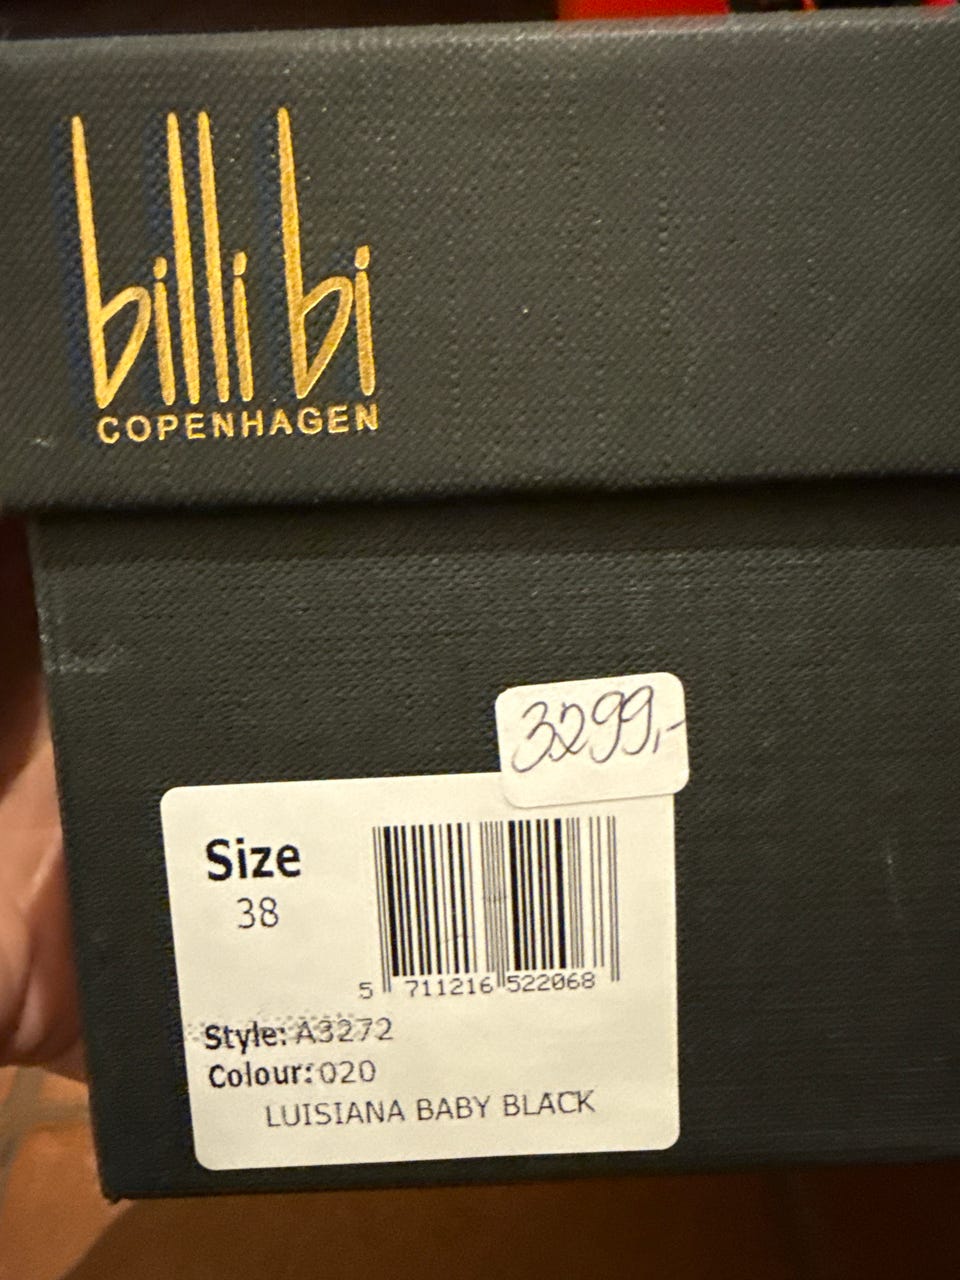 billi bi
COPENHAGEN
3299,-
Size
38
5 711216 522068
Style: A3272
Colour: 020
LUISIANA BABY BLACK